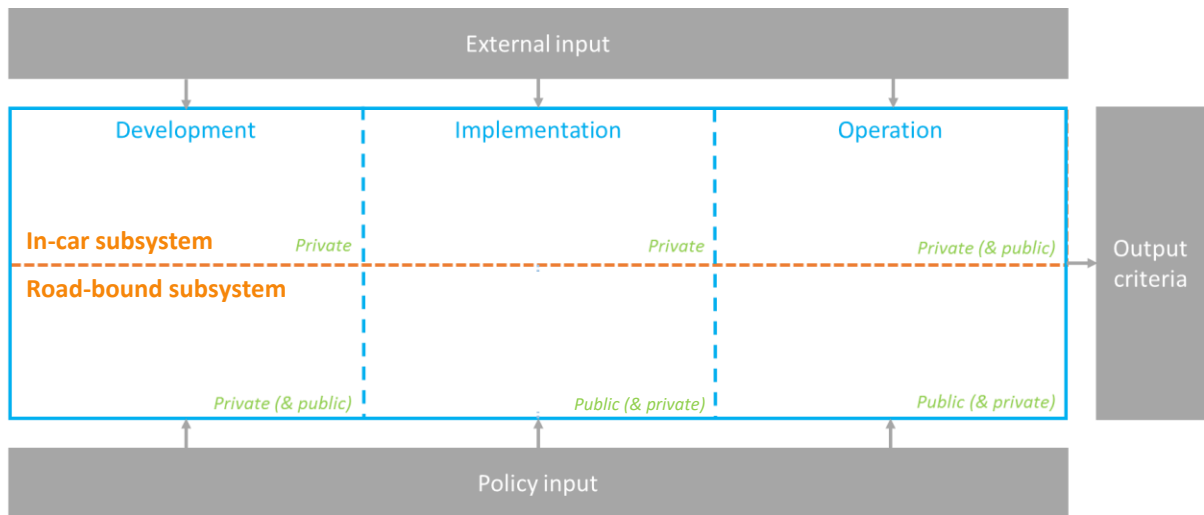 External input
Development
Implementation
Operation
In-car subsystem
Private
Private
Private (& public)
Road-bound subsystem
Private (& public)
Public (& private)
Public (& private)
Output
criteria
Policy input